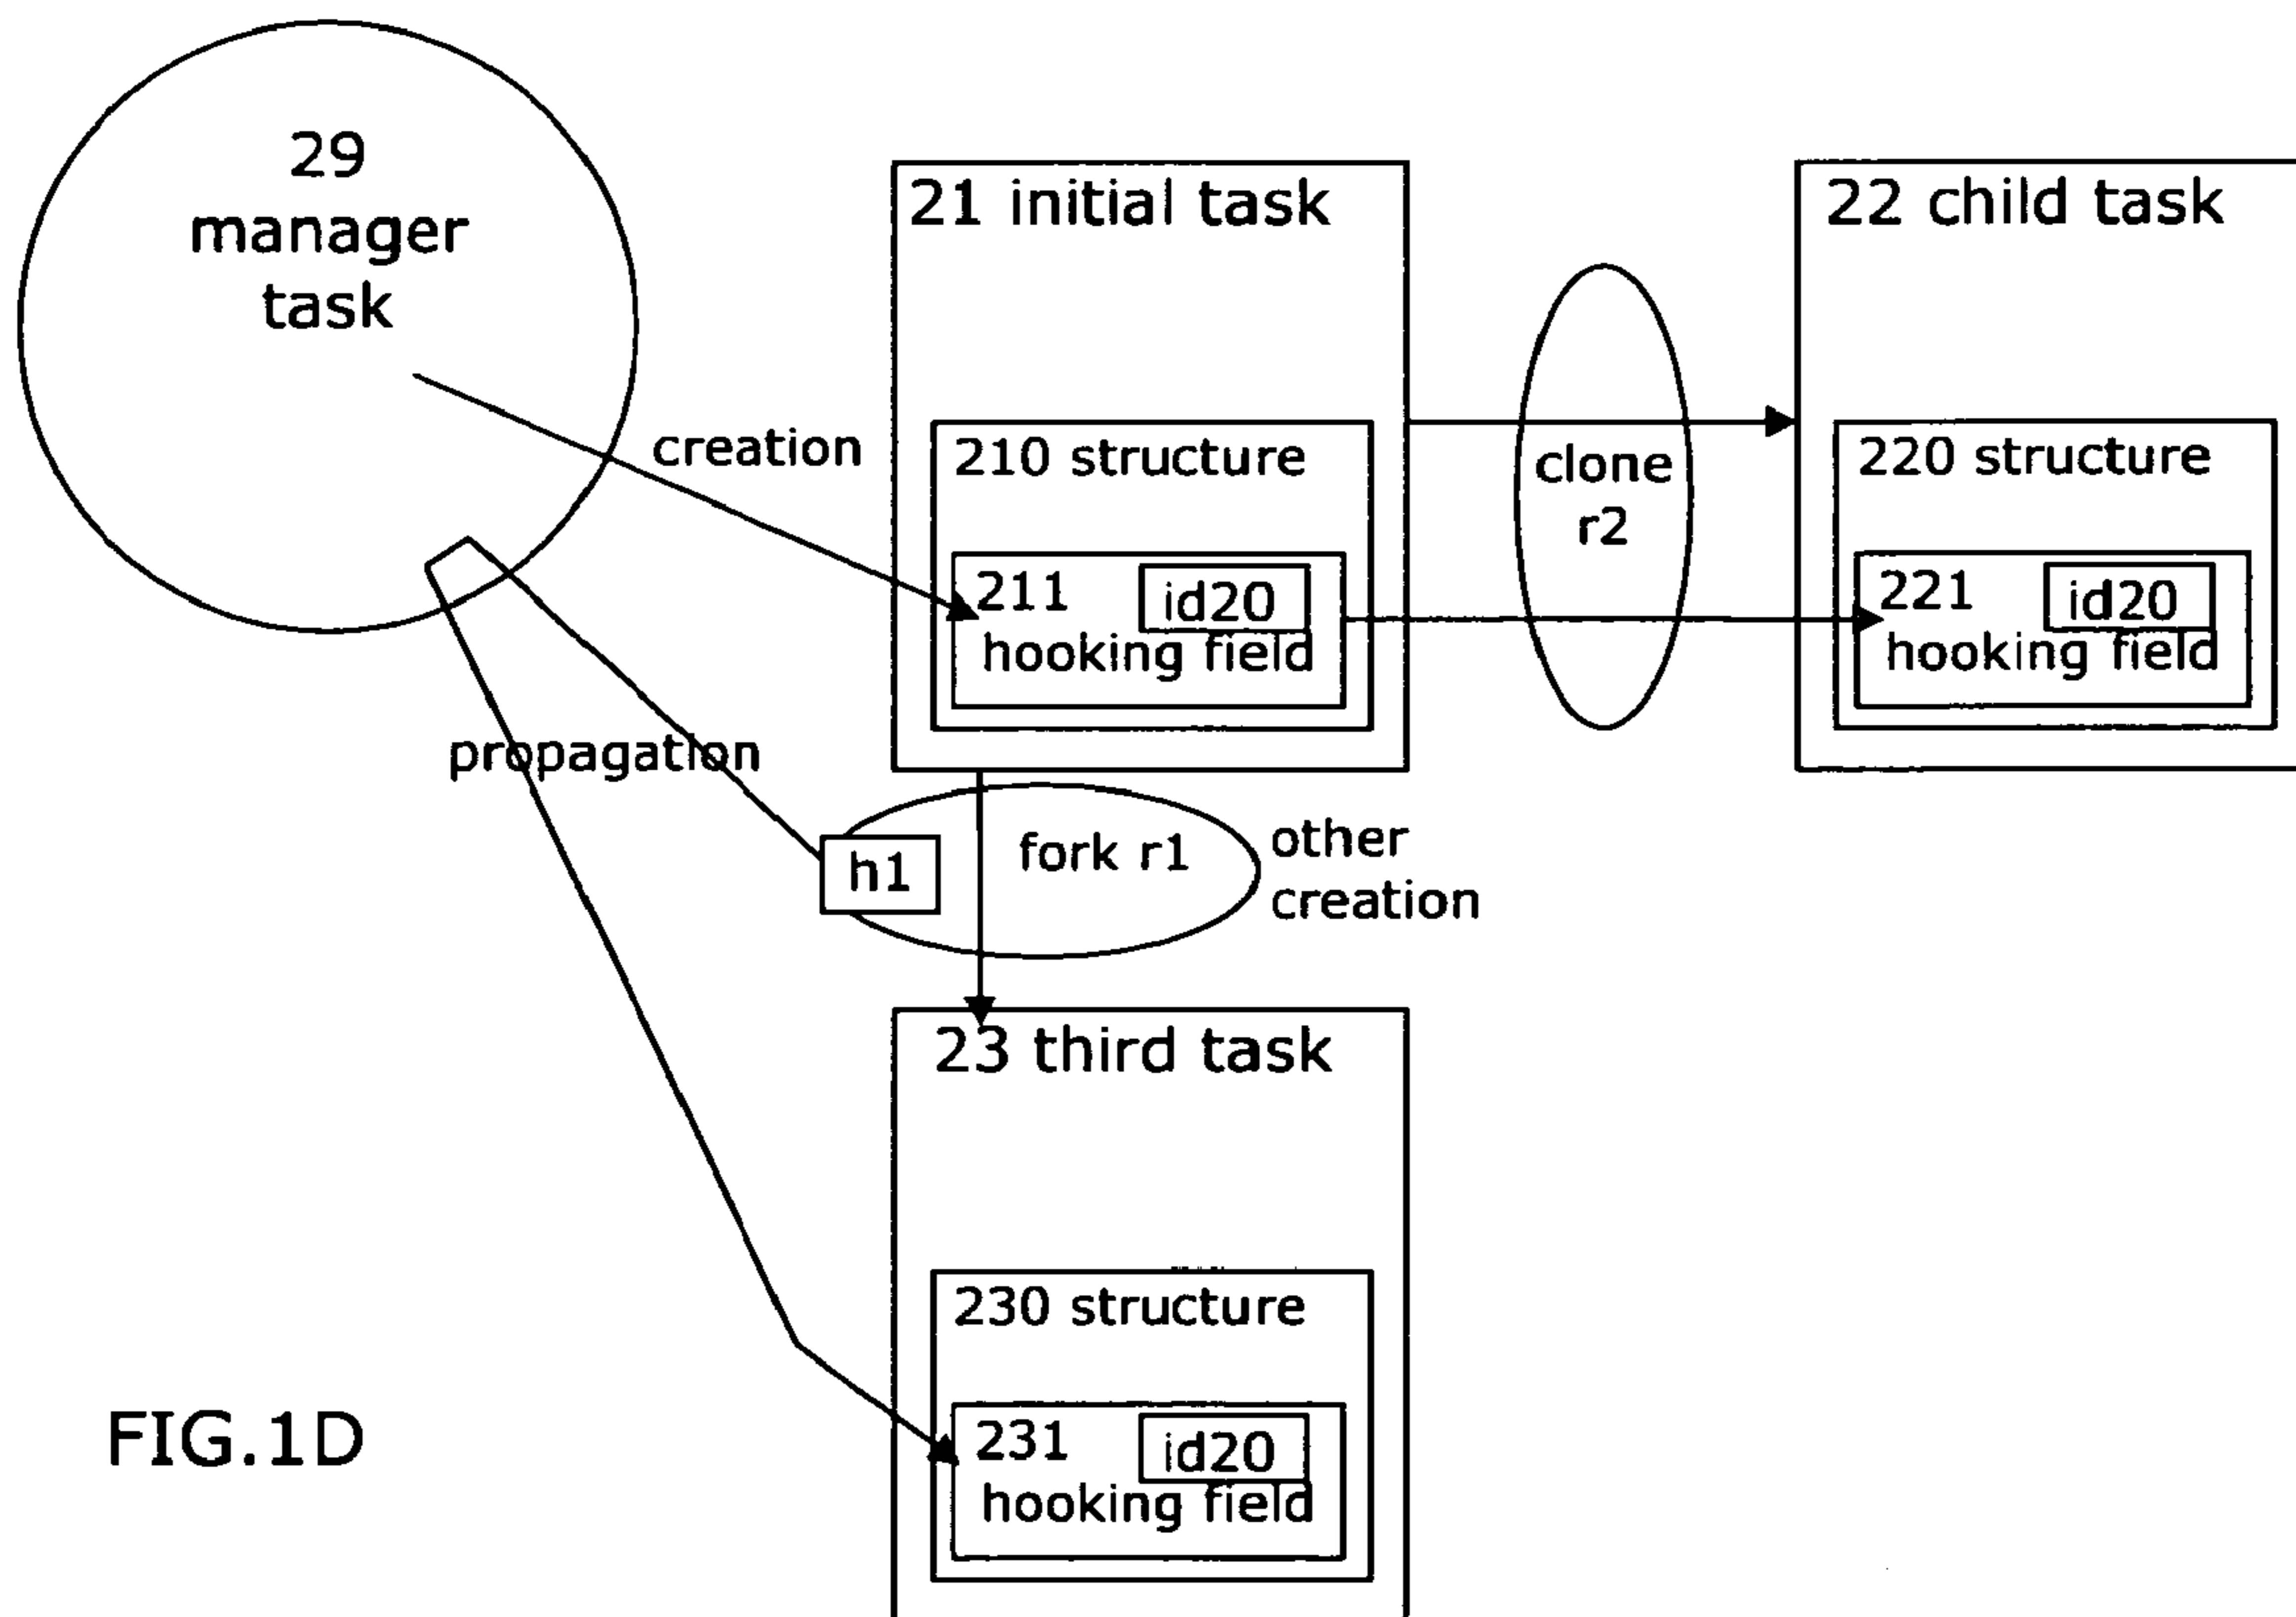 29
manager
task
21 initial task
22 child task
creation
210 structure
clone
r2
220 structure
211
id20
hooking field
221
id20
hooking field
propagation
h1
fork r1
other
creation
23 third task
230 structure
231
id20
hooking field
FIG.1D